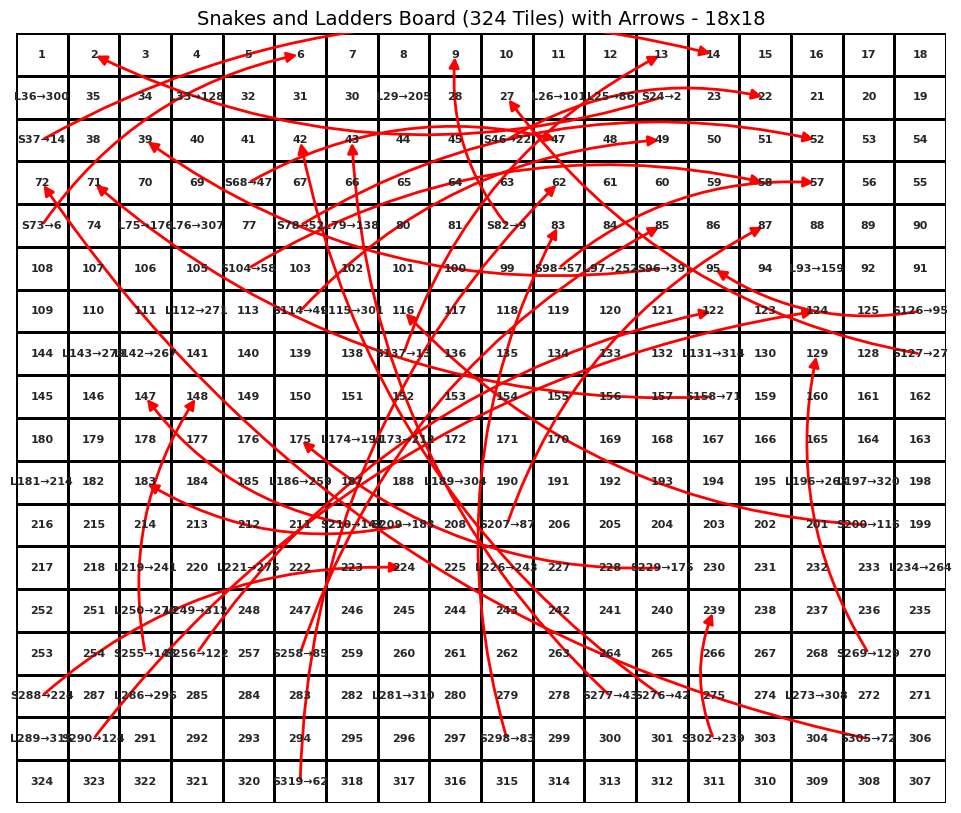 Snakes and Ladders Board (324 Tiles) with Arrows - 18x18
1 2 3 4 5 6 7 8 9 10 11 12 13 14 15 16 17 18
L36→300 35 34 L33→128 32 31 30 L29→205 28 27 L26→101 L25→86 S24→2 23 22 21 20 19
S37→14 38 39 40 41 42 43 44 45 S46→22 47 48 49 50 51 52 53 54
72 71 70 69 S68→47 67 66 65 64 63 62 61 60 59 58 57 56 55
S73→6 74 L75→176 L76→307 77 S78→52 L79→138 80 81 S82→9 83 84 85 86 87 88 89 90
108 107 106 105 S104→58 103 102 101 100 99 S98→57 L97→252 S96→39 95 94 L93→159 92 91
109 110 111 L112→271 113 S114→49 L115→301 116 117 118 119 120 121 122 123 124 125 S126→95
144 L142→267 141 140 139 138 S137→13 136 135 134 133 132 L131→314 130 129 128 S127→27
145 146 147 148 149 150 151 152 153 154 155 156 157 S158→71 159 160 161 162
180 179 178 177 176 175 172 171 170 169 168 167 166 165 164 163
L181→214 182 183 184 185 L186→259 187 188 L189→304 190 191 192 193 194 195 L197→320 198
216 215 214 213 212 211 S210→147 S209→183 208 S207→87 206 205 204 203 202 201 S200→116 199
217 218 L219→241 220 L221→275 222 223 224 225 L226→243 227 228 S229→175 230 231 232 233 L234→264
252 251 L249→312 248 247 246 245 244 243 242 241 240 239 238 237 236 235
253 254 S255→148 S256→122 257 S258→85 259 260 261 262 263 264 265 266 267 268 S269→129 270
S288→224 287 L286→296 285 284 283 282 L281→310 280 279 278 S277→43 S276→42 275 274 L273→308 272 271
S290→124 291 292 293 294 295 296 297 S298→83 299 300 301 S302→239 303 304 S305→72 306
324 323 322 321 320 S319→62 318 317 316 315 314 313 312 311 310 309 308 307